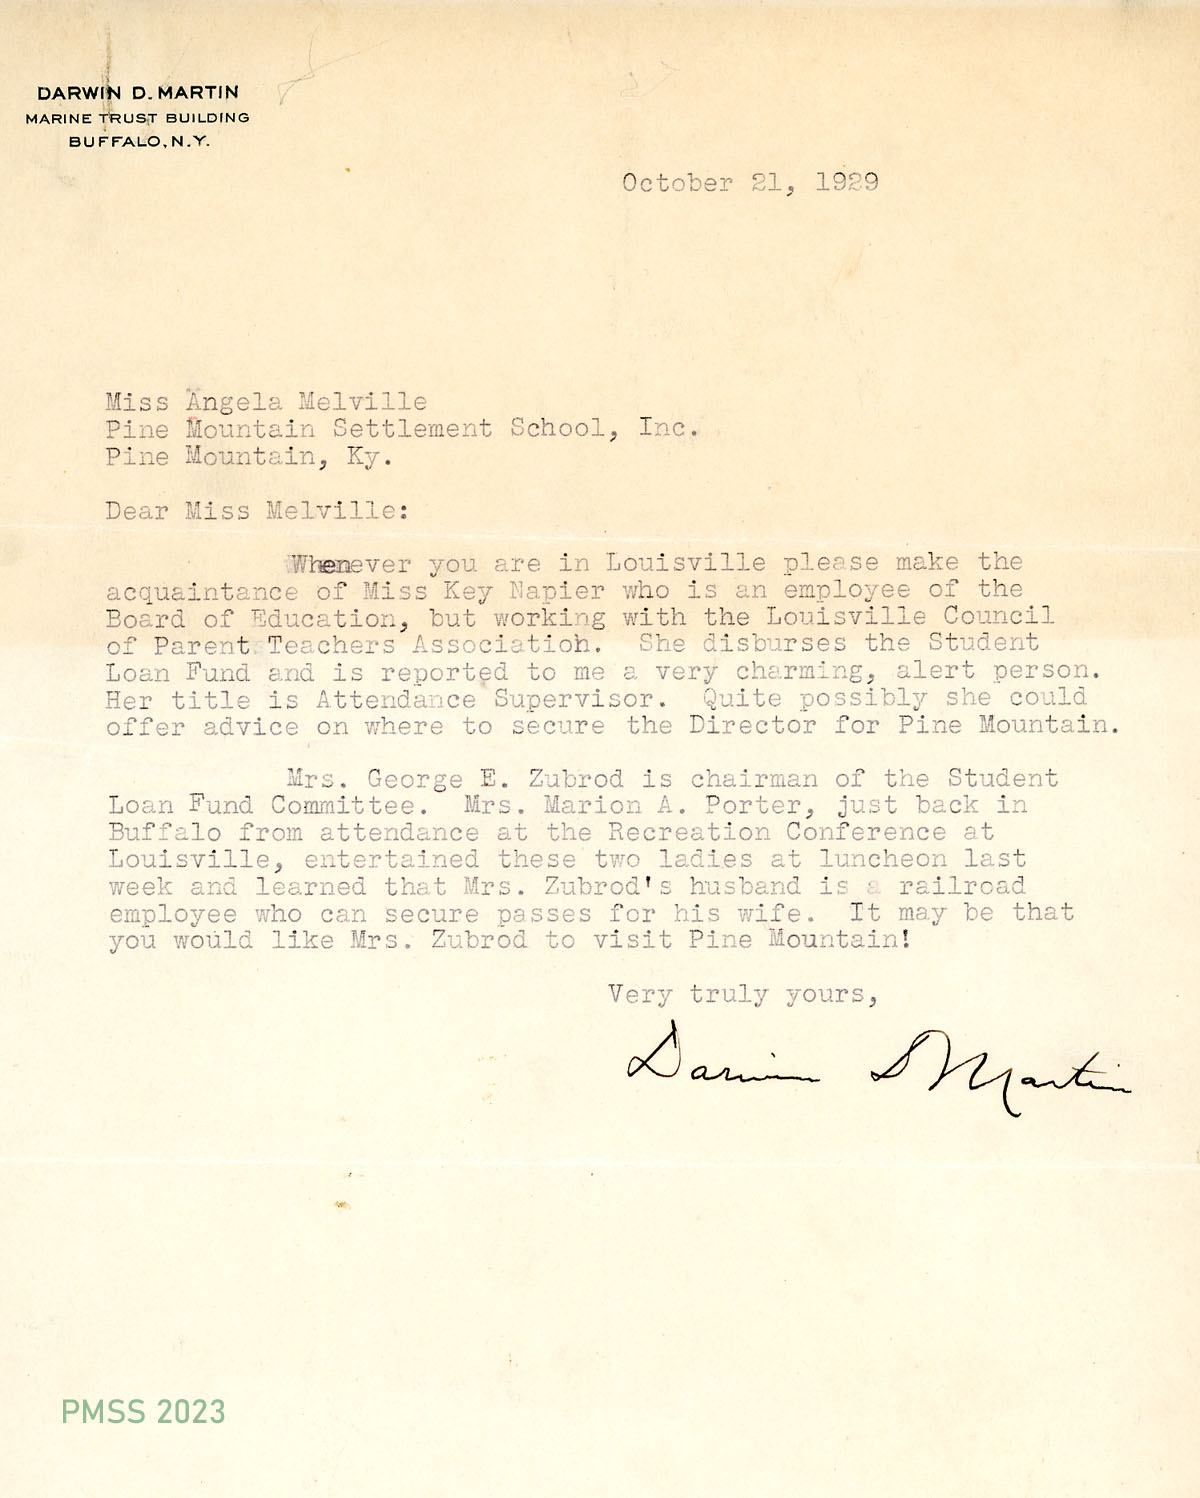 DARWIN D. MARTIN
MARINE TRUST BUILDING
BUFFALO, N.Y.
October 21, 1929
Miss Angela Melville
Pine Mountain Settlement School, Inc.
Pine Mountain, Ky.
Dear Miss Melville:
Whenever you are in Louisville please make the
acquaintance of Miss Key Napier who is an employee of the
Board of Education, but working with the Louisville Council
of Parent Teachers Association. She disburses the Student
Loan Fund and is reported to me a very charming, alert person.
Her title is Attendance Supervisor. Quite possibly she could
offer advice on where to secure the Director for Pine Mountain.
Mrs. George E. Zubrod is chairman of the Student
Loan Fund Committee. Mrs. Marion A. Porter, just back in
Buffalo from attendance at the Recreation Conference at
Louisville, entertained these two ladies at luncheon last
week and learned that Mrs. Zubrod's husband is a railroad
employee who can secure passes for his wife. It may be that
you would like Mrs. Zubrod to visit Pine Mountain!
Very truly yours,
Darwin D Martin
PMSS 2023